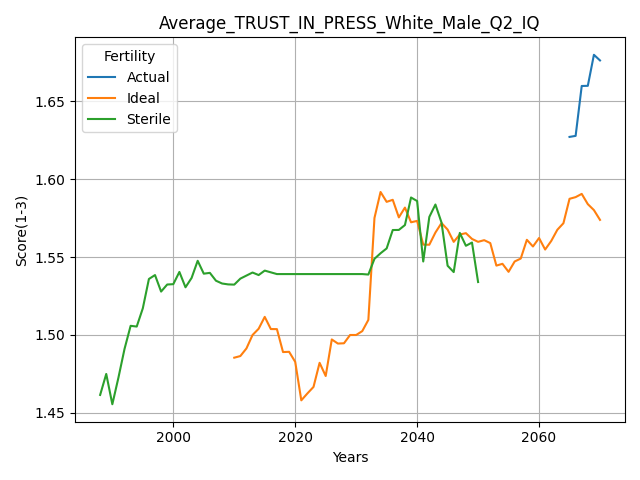 Average_TRUST_IN_PRESS_White_Male_Q2_IQ
Fertility
Actual
Ideal
Sterile
Score(1-3)
1.65
1.60
1.55
1.50
1.45
2000
2020
2040
2060
Years